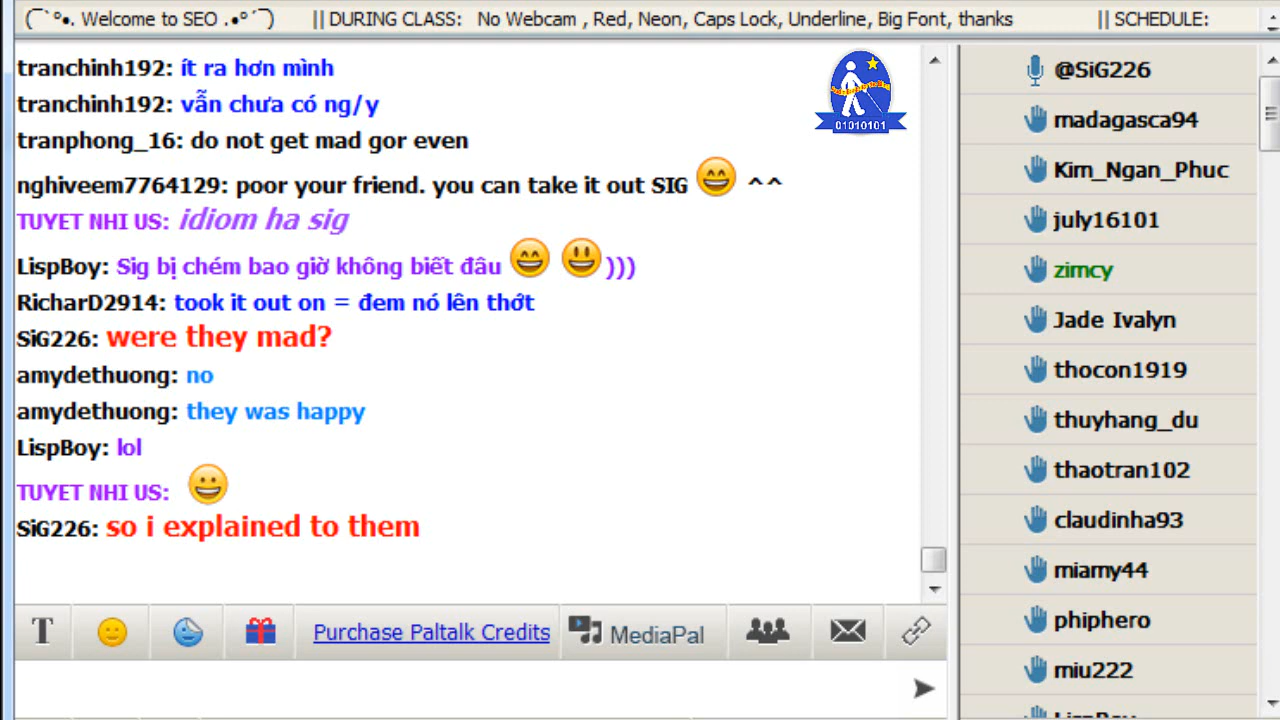 (¯`°•. Welcome to SEO .•°´¯) || DURING CLASS: No Webcam , Red, Neon, Caps Lock, Underline, Big Font, thanks || SCHEDULE:
tranchinh192: ít ra hơn mình
tranchinh192: vẫn chưa có ng/y
tranphong_16: do not get mad gor even
nghiveem7764129: poor your friend. you can take it out SIG 😄 ^^
TUYET NHI US: idiom ha sig
LispBoy: Sig bị chém bao giờ không biết đâu 😄 😃 )))
RicharD2914: took it out on = đem nó lên thớt
SiG226: were they mad?
amydethuong: no
amydethuong: they was happy
LispBoy: lol
TUYET NHI US: 😀
SiG226: so i explained to them
01010101
T
Purchase Paltalk Credits
MediaPal
@SiG226
madagasca94
Kim_Ngan_Phuc
july16101
zimcy
Jade Ivalyn
thocon1919
thuyhang_du
thaotran102
claudinha93
miamy44
phiphero
miu222
LispBoy